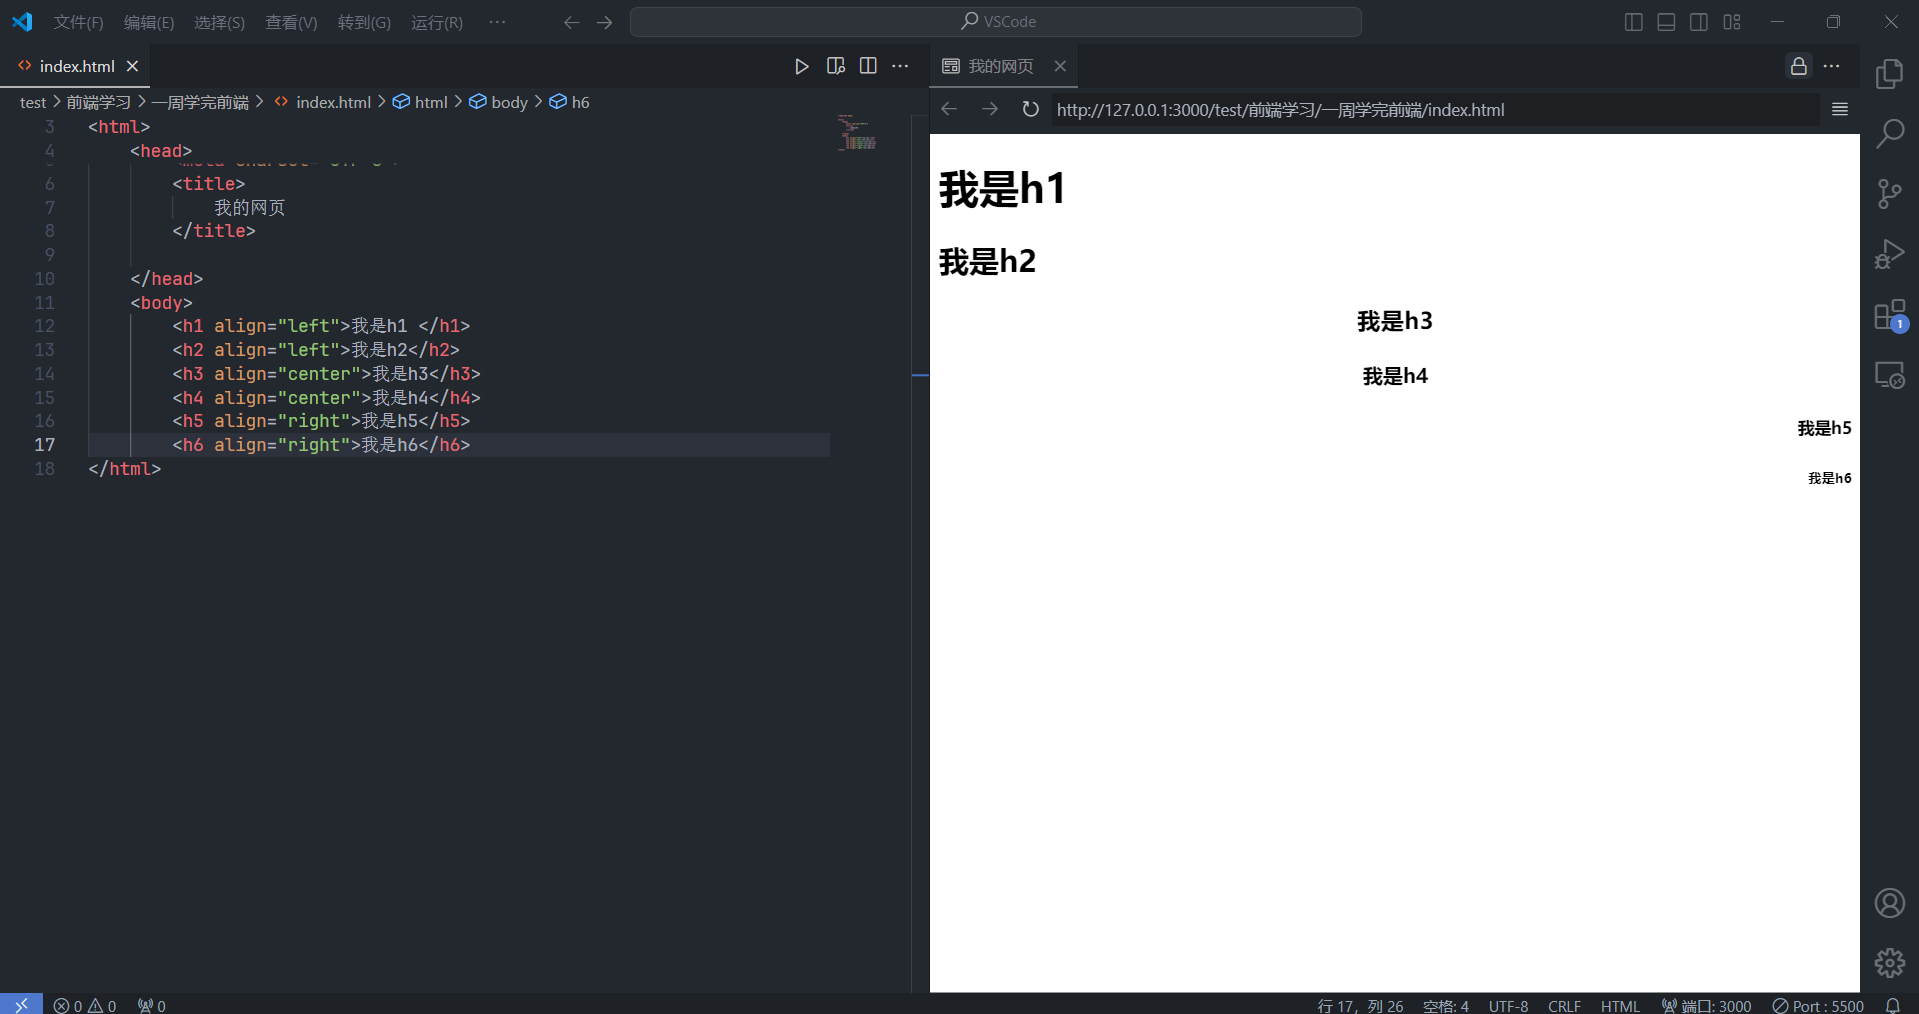 文件(F) 编辑(E) 选择(S) 查看(V) 转到(G) 运行(R) ··· VSCode
index.html
test > 前端学习 > 一周学完前端 > index.html > html > body > h6
3 <html>
4 <head>
6 <title>
7 我的网页
8 </title>
9
10 </head>
11 <body>
12 <h1 align="left">我是h1 </h1>
13 <h2 align="left">我是h2</h2>
14 <h3 align="center">我是h3</h3>
15 <h4 align="center">我是h4</h4>
16 <h5 align="right">我是h5</h5>
17 <h6 align="right">我是h6</h6>
18 </html>
我的网页
http://127.0.0.1:3000/test/前端学习/一周学完前端/index.html
我是h1
我是h2
我是h3
我是h4
我是h5
我是h6
1
0 0 0 行 17，列 26 空格: 4 UTF-8 CRLF HTML 端口: 3000 Port : 5500